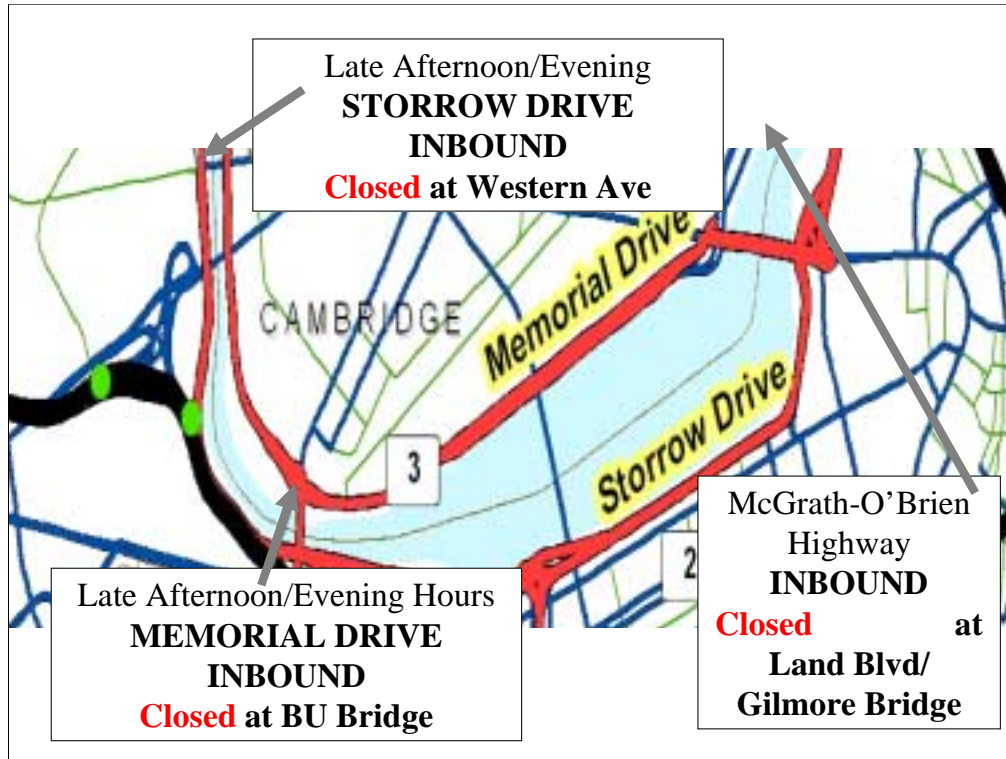 Late Afternoon/Evening
STORROW DRIVE
INBOUND
Closed at Western Ave
CAMBRIDGE
Memorial Drive
Storrow Drive
3
2
McGrath-O’Brien
Highway
INBOUND
Closed at
Land Blvd/
Gilmore Bridge
Late Afternoon/Evening Hours
MEMORIAL DRIVE
INBOUND
Closed at BU Bridge